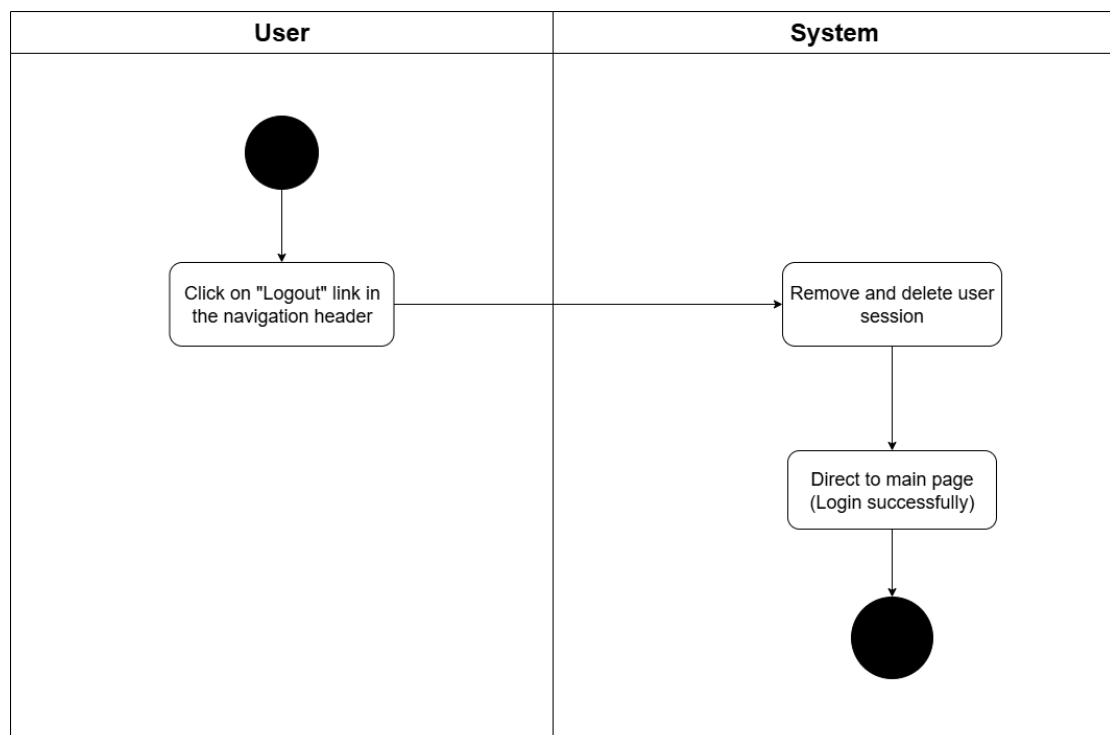 User
System
Click on "Logout" link in
the navigation header
Remove and delete user
session
Direct to main page
(Login successfully)